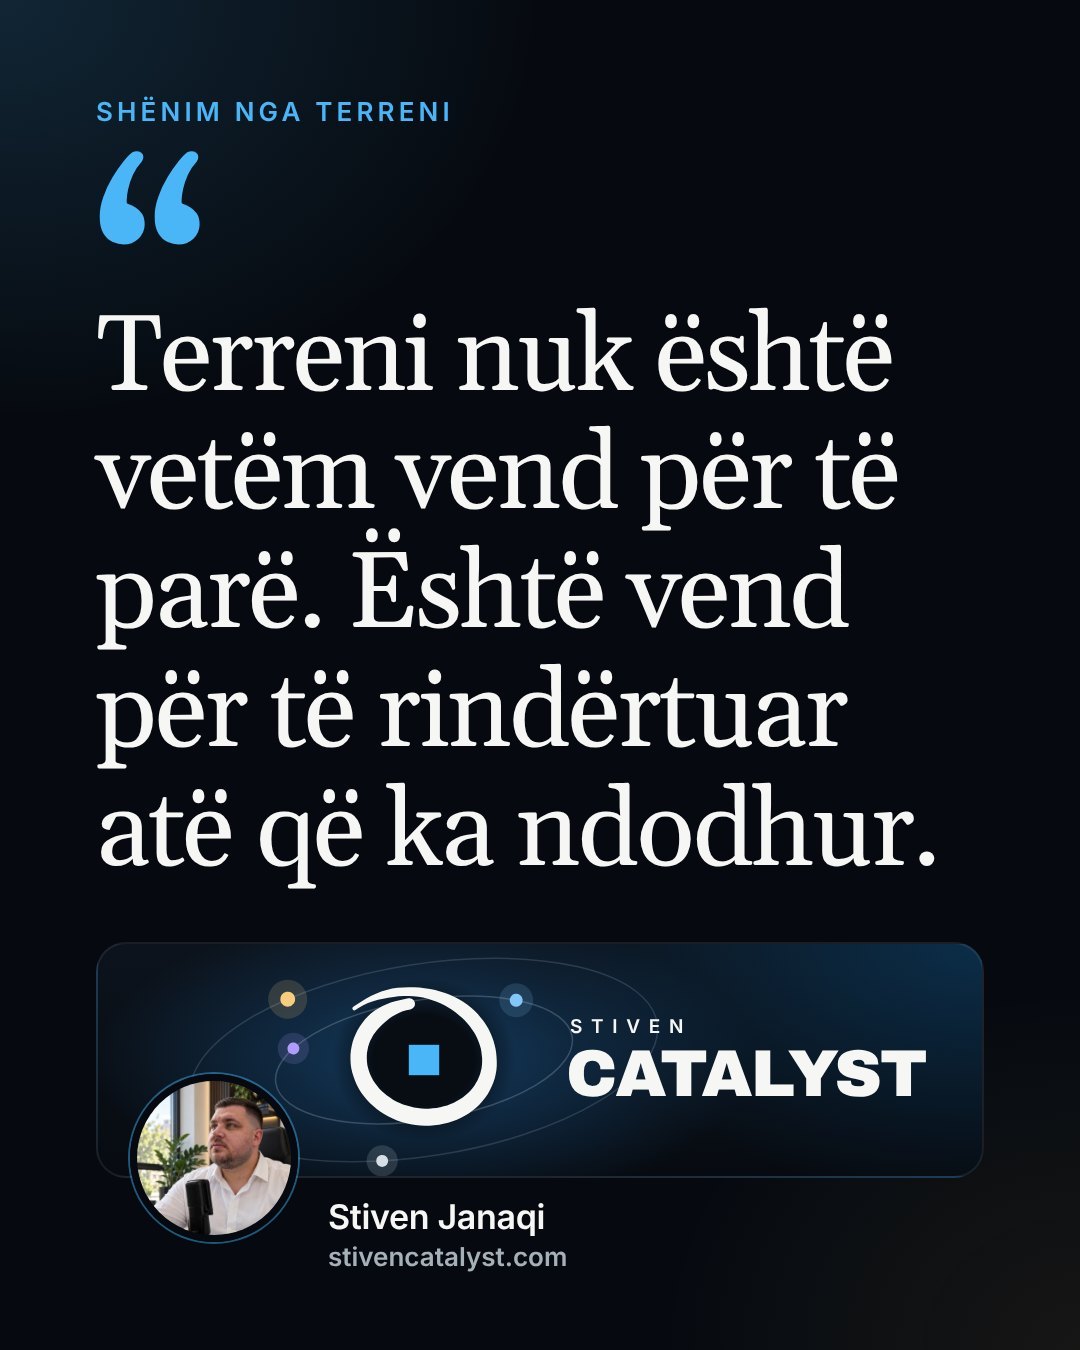 SHËNIM NGA TERRENI
“
Terreni nuk është
vetëm vend për të
parë. Është vend
për të rindërtuar
atë që ka ndodhur.
STIVEN
CATALYST
Stiven Janaqi
stivencatalyst.com